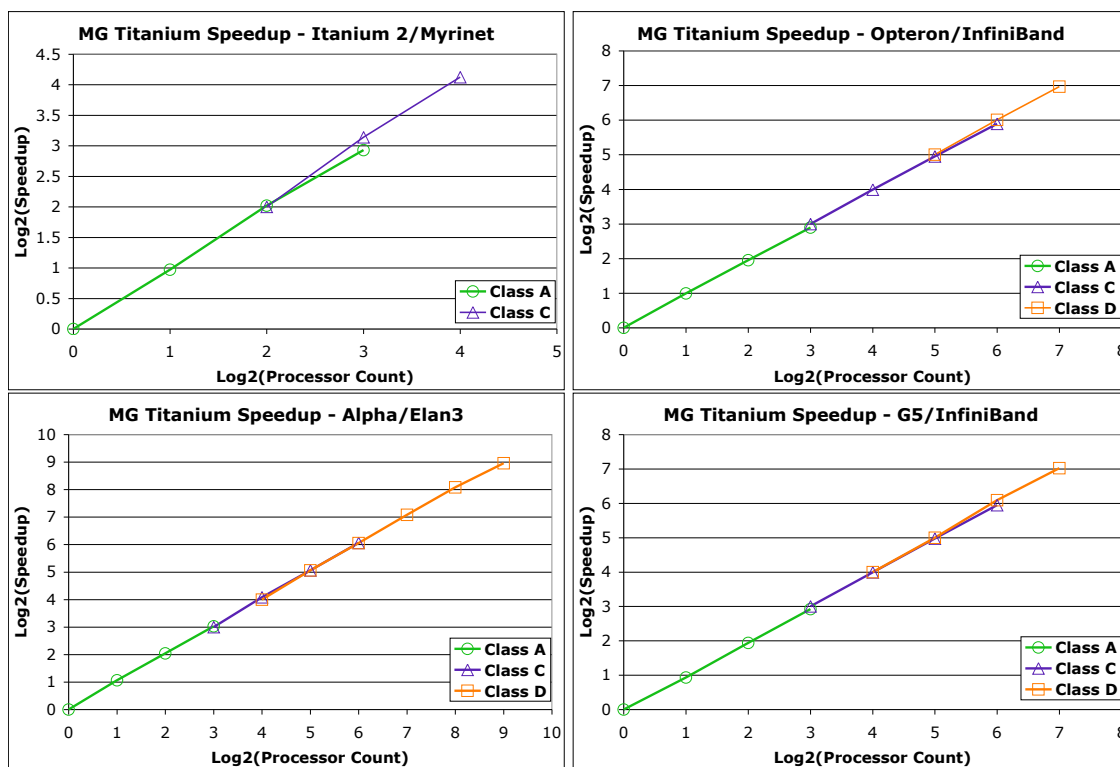 MG Titanium Speedup - Itanium 2/Myrinet
4.5
4
3.5
3
2.5
2
1.5
1
0.5
0
Log2(Speedup)
0 1 2 3 4 5
Log2(Processor Count)
Class A
Class C
MG Titanium Speedup - Opteron/InfiniBand
8
7
6
5
4
3
2
1
0
Log2(Speedup)
0 1 2 3 4 5 6 7 8
Log2(Processor Count)
Class A
Class C
Class D
MG Titanium Speedup - Alpha/Elan3
10
9
8
7
6
5
4
3
2
1
0
Log2(Speedup)
0 1 2 3 4 5 6 7 8 9 10
Log2(Processor Count)
Class A
Class C
Class D
MG Titanium Speedup - G5/InfiniBand
8
7
6
5
4
3
2
1
0
Log2(Speedup)
0 1 2 3 4 5 6 7 8
Log2(Processor Count)
Class A
Class C
Class D